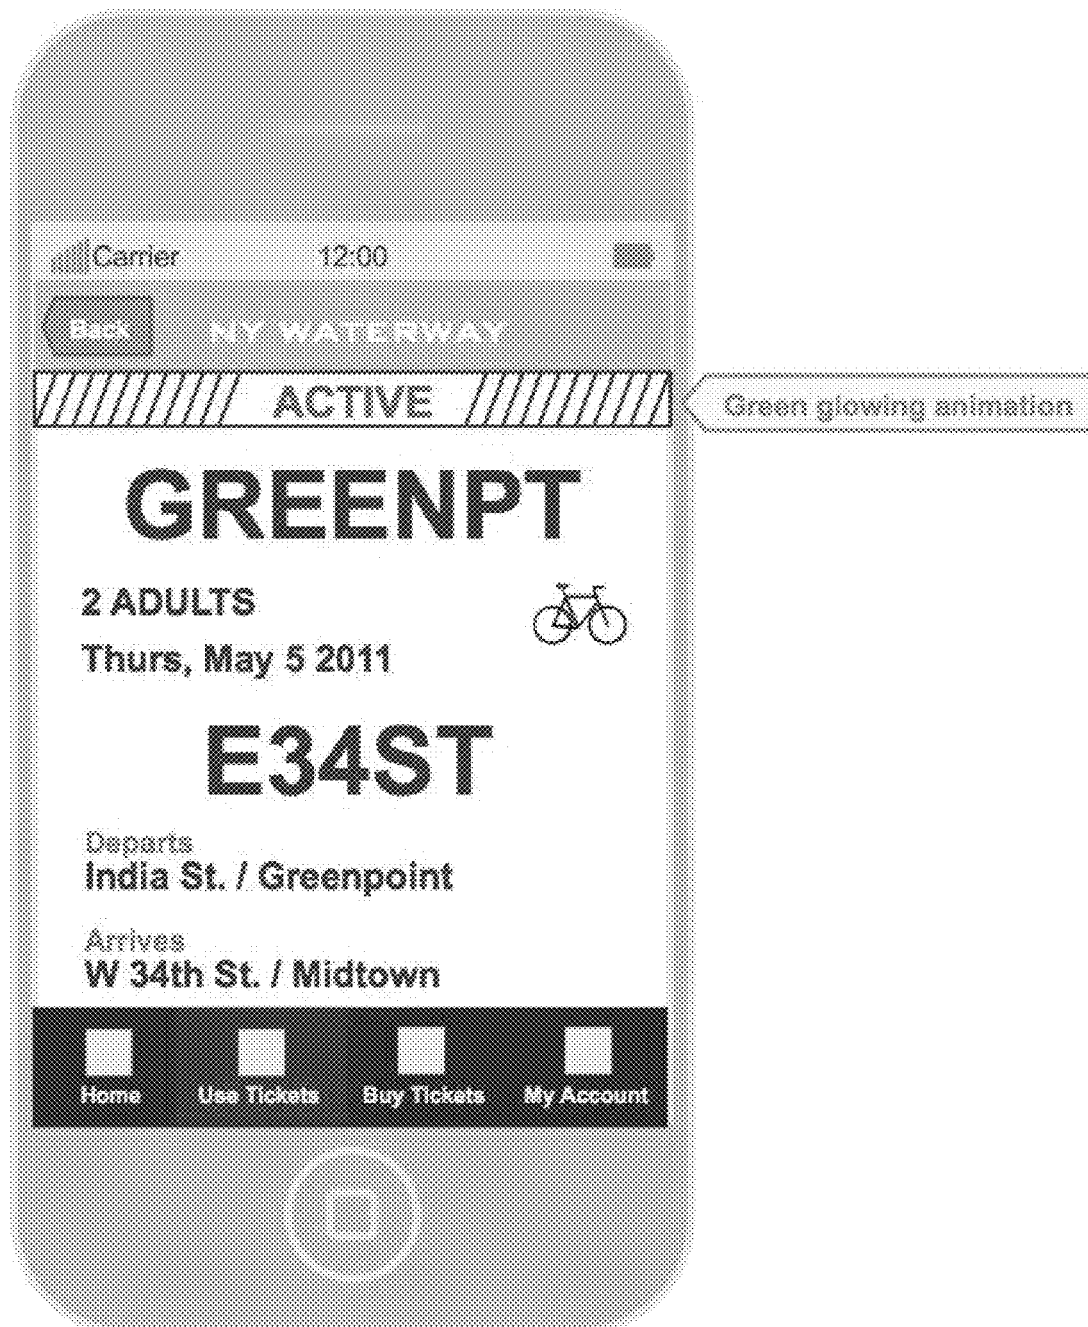 Carrier 12:00
Back NY WATERWAY
ACTIVE
Green glowing animation
GREENPT
2 ADULTS
Thurs, May 5 2011
E34ST
Departs
India St. / Greenpoint
Arrives
W 34th St. / Midtown
Home Use Tickets Buy Tickets My Account